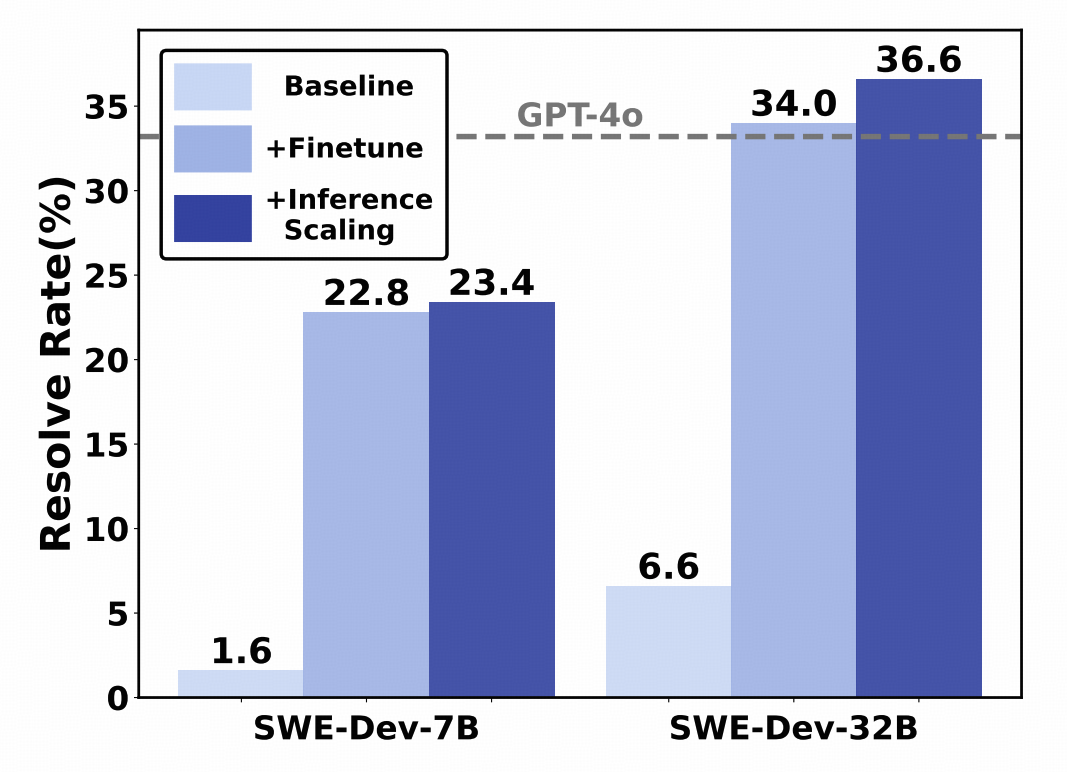 Baseline
+Finetune
+Inference
Scaling
GPT-4o
Resolve Rate(%)
35
30
25
20
15
10
5
0
1.6
22.8
23.4
6.6
34.0
36.6
SWE-Dev-7B
SWE-Dev-32B